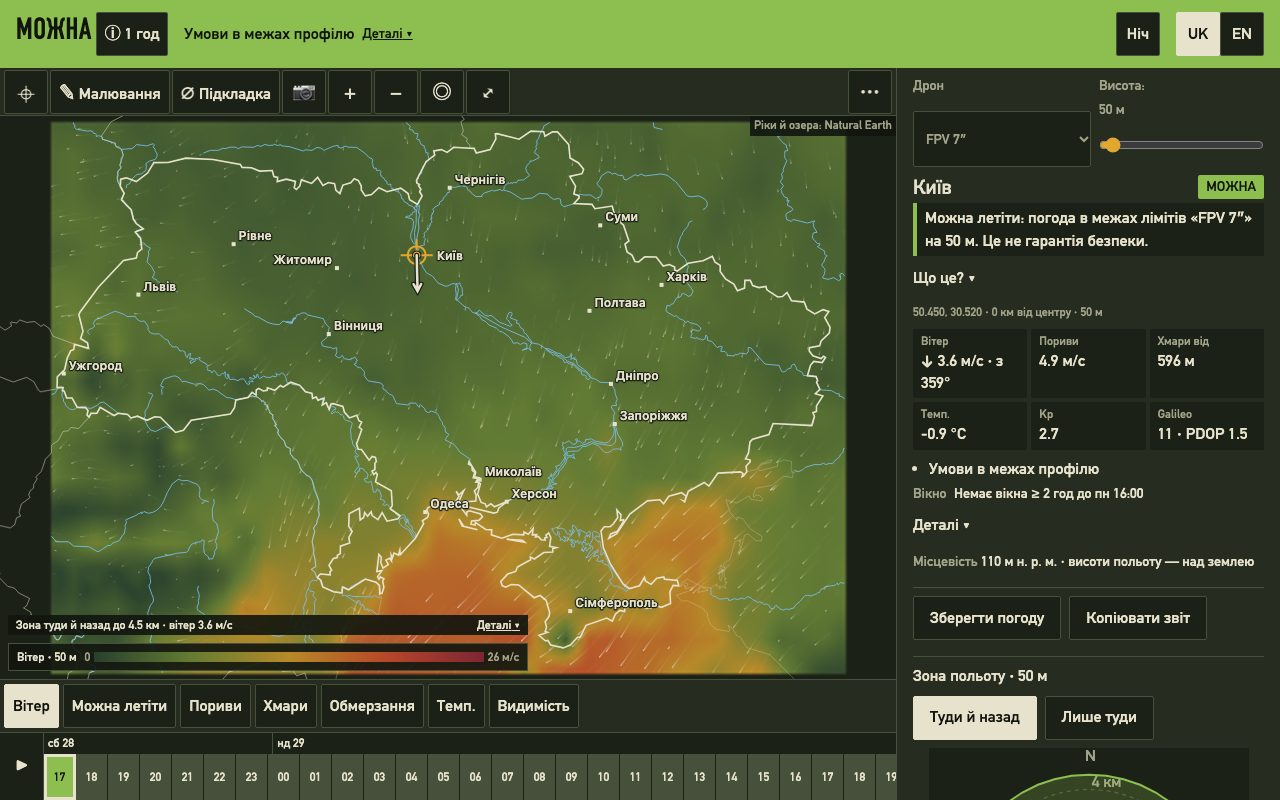 МОЖНА
ⓘ 1 год
Умови в межах профілю
Деталі ▾
Ніч
UK
EN
✎ Малювання
∅ Підкладка
+
−
⤢
•••
Ріки й озера: Natural Earth
Чернігів
Суми
Рівне
Житомир
Київ
Харків
Львів
Полтава
Вінниця
Ужгород
Дніпро
Запоріжжя
Миколаїв
Херсон
Одеса
Сімферополь
Зона туди й назад до 4.5 км · вітер 3.6 м/с
Деталі ▾
Вітер · 50 м 0
26 м/с
Вітер
Можна летіти
Пориви
Хмари
Обмерзання
Темп.
Видимість
сб 28
нд 29
17 18 19 20 21 22 23 00 01 02 03 04 05 06 07 08 09 10 11 12 13 14 15 16 17 18 19
Дрон
FPV 7″
Висота:
50 м
Київ
МОЖНА
Можна летіти: погода в межах лімітів «FPV 7″»
на 50 м. Це не гарантія безпеки.
Що це? ▾
50.450, 30.520 · 0 км від центру · 50 м
Вітер
↓ 3.6 м/с · з
359°
Пориви
4.9 м/с
Хмари від
596 м
Темп.
-0.9 °C
Kp
2.7
Galileo
11 · PDOP 1.5
• Умови в межах профілю
Вікно Немає вікна ≥ 2 год до пн 16:00
Деталі ▾
Місцевість 110 м н. р. м. · висоти польоту — над землею
Зберегти погоду
Копіювати звіт
Зона польоту · 50 м
Туди й назад
Лише туди
N
4 км